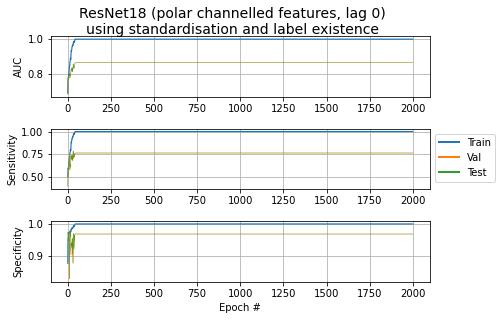 ResNet18 (polar channelled features, lag 0)
using standardisation and label existence
1.0
0.8
AUC
0 250 500 750 1000 1250 1500 1750 2000
1.00
0.75
0.50
Sensitivity
0 250 500 750 1000 1250 1500 1750 2000
Train
Val
Test
1.0
0.9
Specificity
0 250 500 750 1000 1250 1500 1750 2000
Epoch #